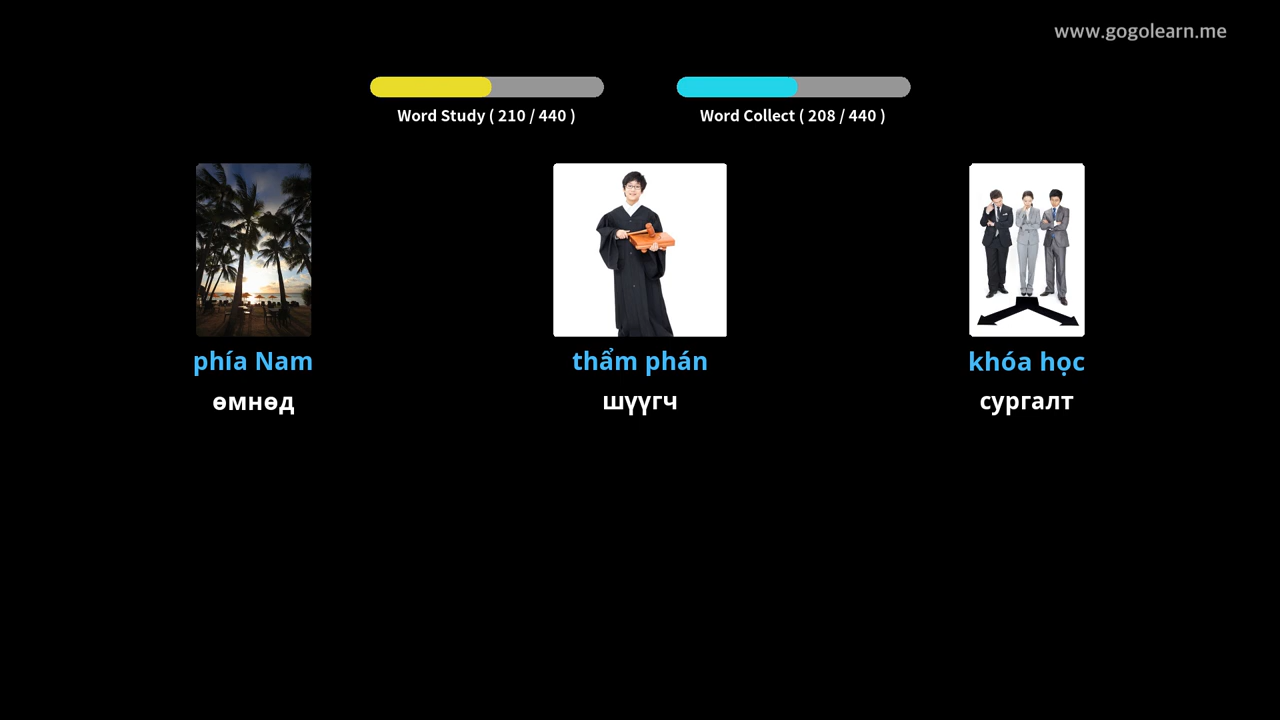 www.gogolearn.me
Word Study ( 210 / 440 )
Word Collect ( 208 / 440 )
phía Nam
thẩm phán
khóa học
өмнөд
шүүгч
сургалт